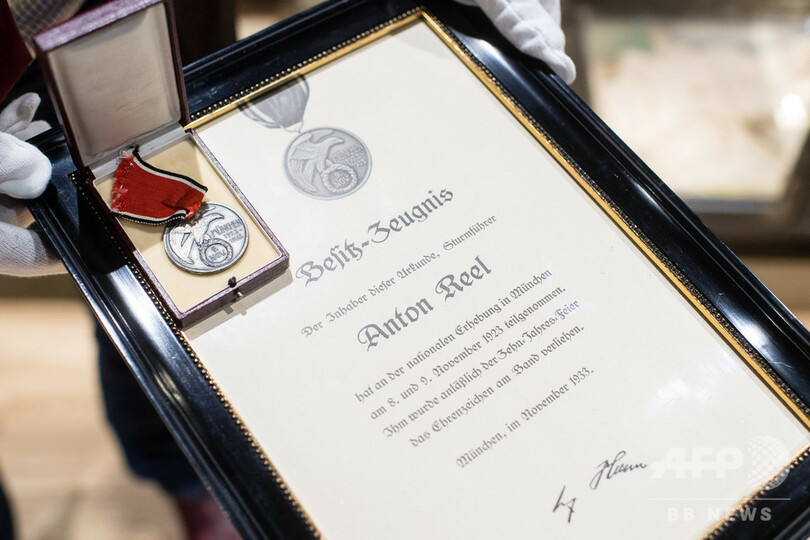 Besitz-Zeugnis
Der Inhaber dieser Urkunde, Sturmführer
Anton Reel
hat an der nationalen Erhebung in München
am 8. und 9. November 1923 teilgenommen.
Ihm wurde anläßlich der Zehn-Jahres-Feier
das Ehrenzeichen am Band verliehen.
München, im November 1933.
AFP
BB NEWS